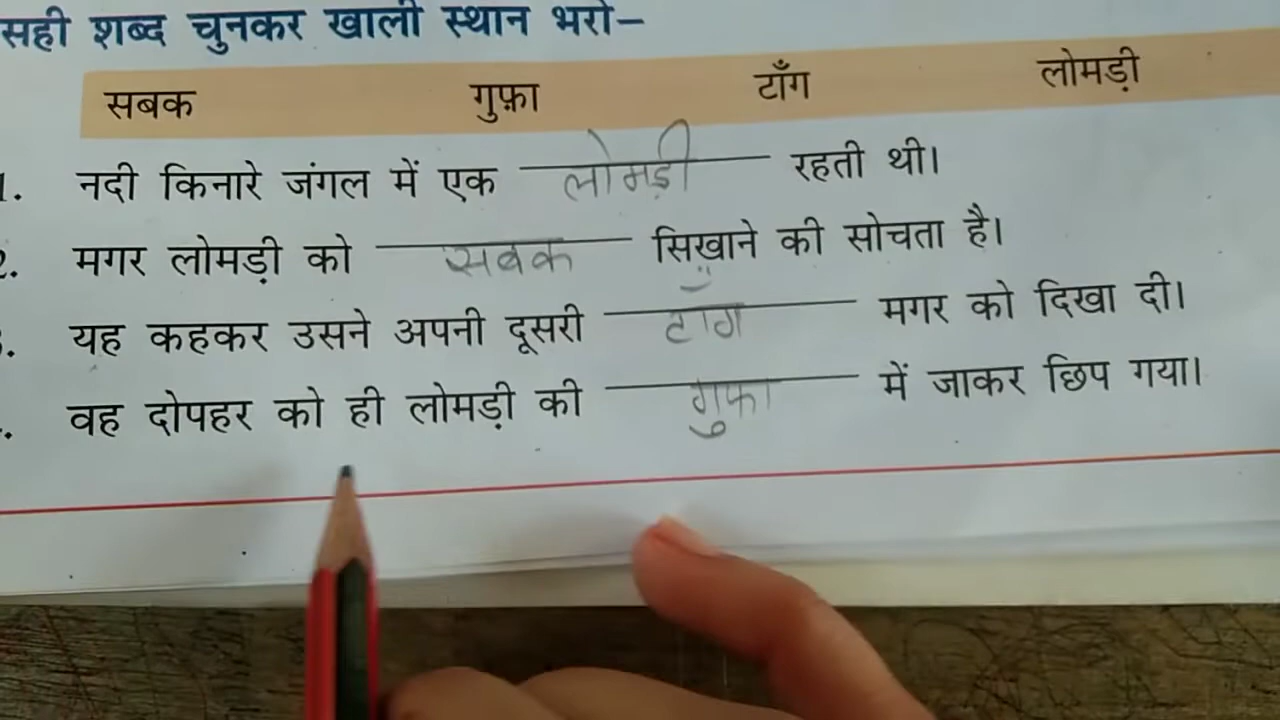 सही शब्द चुनकर खाली स्थान भरो–
सबक गुफ़ा टाँग लोमड़ी
1. नदी किनारे जंगल में एक लोमड़ी रहती थी।
2. मगर लोमड़ी को सबक सिखाने की सोचता है।
3. यह कहकर उसने अपनी दूसरी टाँग मगर को दिखा दी।
. वह दोपहर को ही लोमड़ी की गुफा में जाकर छिप गया।